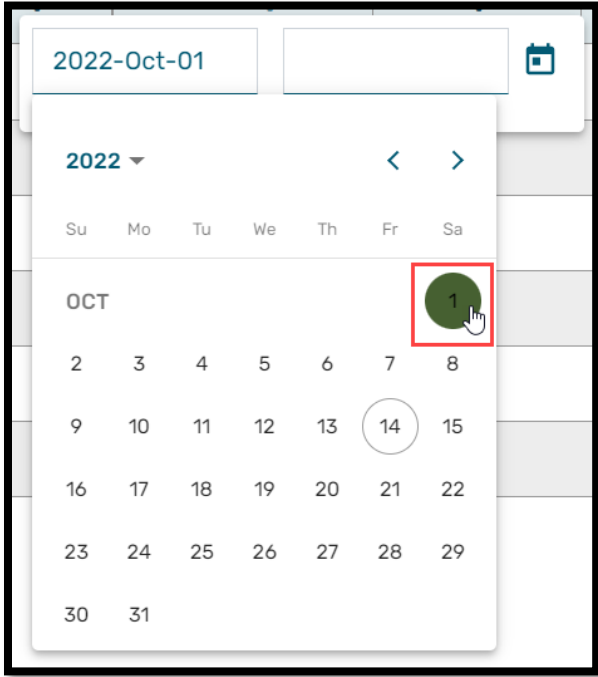 2022-Oct-01
2022
Su Mo Tu We Th Fr Sa
OCT 1
2 3 4 5 6 7 8
9 10 11 12 13 14 15
16 17 18 19 20 21 22
23 24 25 26 27 28 29
30 31